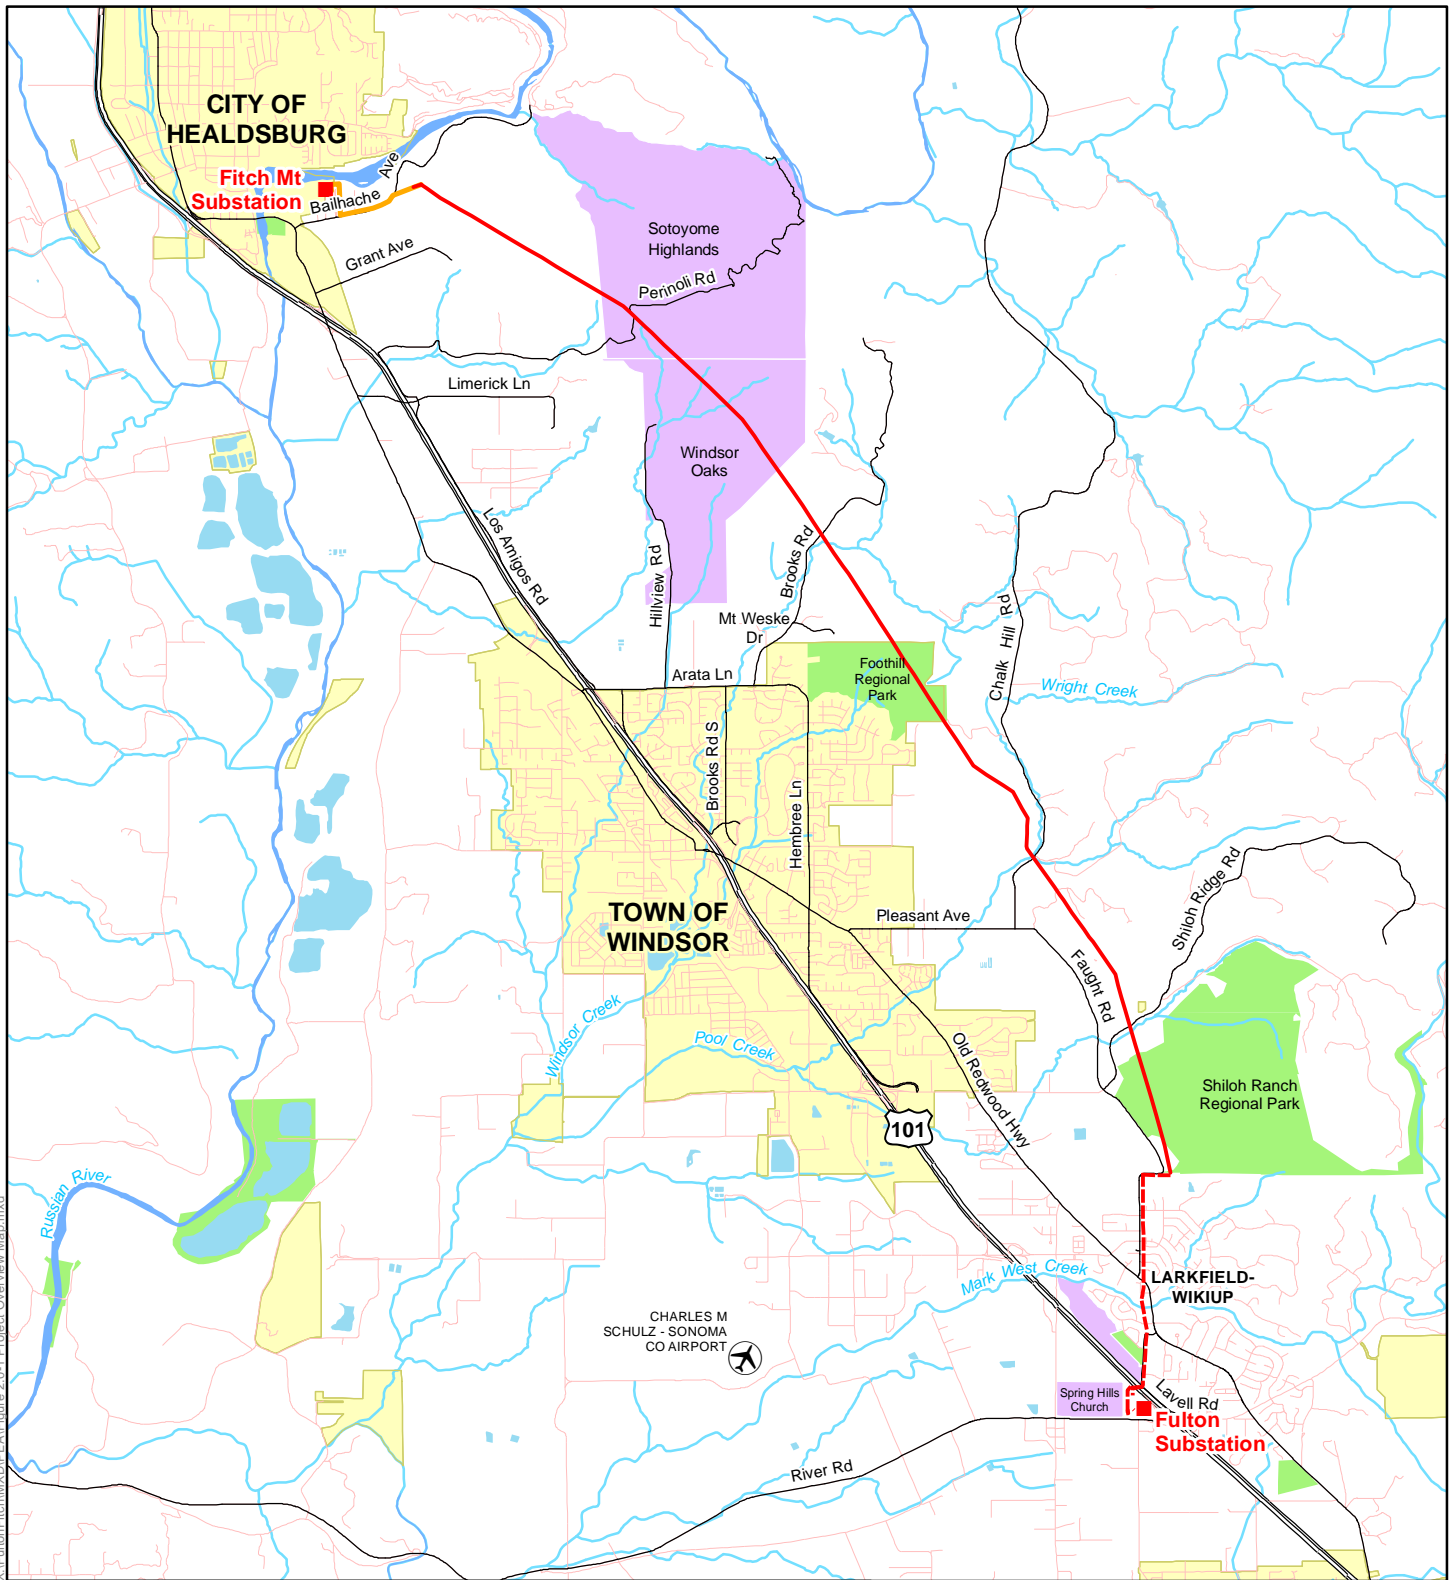 CITY OF
HEALDSBURG
Fitch Mt
Substation
Bailhache
Ave
Grant Ave
Sotoyome
Highlands
Perinoli Rd
Limerick Ln
Windsor
Oaks
Los Amigos Rd
Hillview Rd
Brooks Rd
Mt Weske
Dr
Chalk Hill Rd
Foothill
Regional
Park
Arata Ln
Wright Creek
Brooks Rd S
Hembree Ln
TOWN OF
WINDSOR
Pleasant Ave
Shiloh Ridge Rd
Faught Rd
Windsor Creek
Pool Creek
Old Redwood Hwy
Shiloh Ranch
Regional Park
101
Russian River
Mark West Creek
LARKFIELD-
WIKIUP
CHARLES M
SCHULZ - SONOMA
CO AIRPORT
Spring Hills
Church
Lavell Rd
Fulton
Substation
River Rd